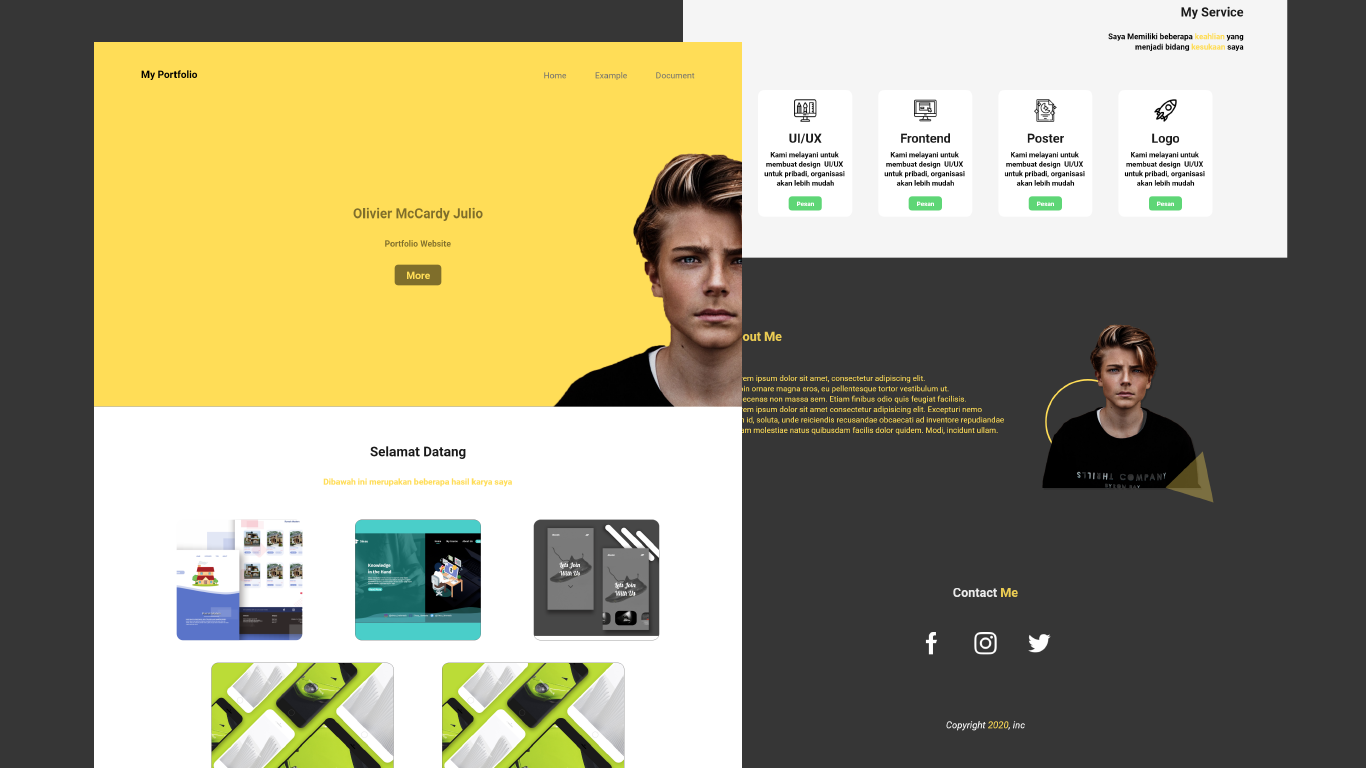 My Portfolio
Home Example Document
Olivier McCardy Julio
Portfolio Website
More
Selamat Datang
Dibawah ini merupakan beberapa hasil karya saya
Knowledge
in the Hand
Lets Join
With Us
Lets Join
With Us
My Service
Saya Memiliki beberapa keahlian yang
menjadi bidang kesukaan saya
UI/UX
Kami melayani untuk
membuat design UI/UX
untuk pribadi, organisasi
akan lebih mudah
Pesan
Frontend
Kami melayani untuk
membuat design UI/UX
untuk pribadi, organisasi
akan lebih mudah
Pesan
Poster
Kami melayani untuk
membuat design UI/UX
untuk pribadi, organisasi
akan lebih mudah
Pesan
Logo
Kami melayani untuk
membuat design UI/UX
untuk pribadi, organisasi
akan lebih mudah
Pesan
out Me
em ipsum dolor sit amet, consectetur adipiscing elit.
in ornare magna eros, eu pellentesque tortor vestibulum ut.
ecenas non massa sem. Etiam finibus odio quis feugiat facilisis.
em ipsum dolor sit amet consectetur adipisicing elit. Excepturi nemo
id, soluta, unde reiciendis recusandae obcaecati ad inventore repudiandae
am molestiae natus quibusdam facilis dolor quidem. Modi, incidunt ullam.
Contact Me
Copyright 2020, inc